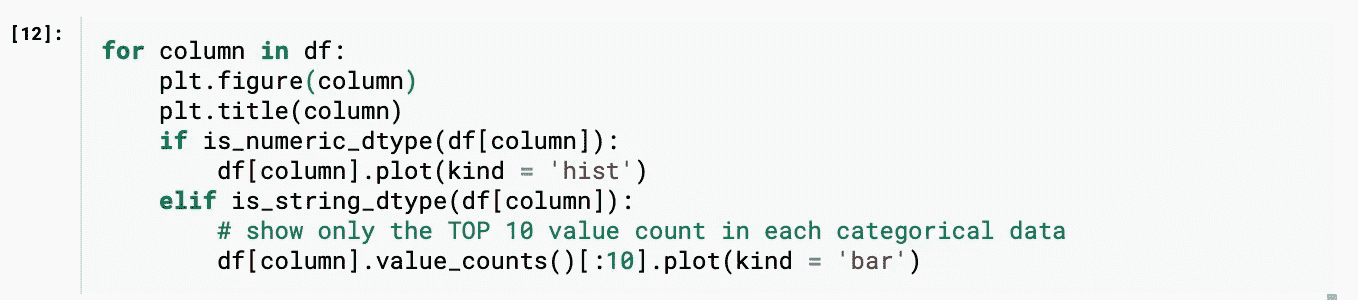 [12]:
for column in df:
    plt.figure(column)
    plt.title(column)
    if is_numeric_dtype(df[column]):
        df[column].plot(kind = 'hist')
    elif is_string_dtype(df[column]):
        # show only the TOP 10 value count in each categorical data
        df[column].value_counts()[:10].plot(kind = 'bar')